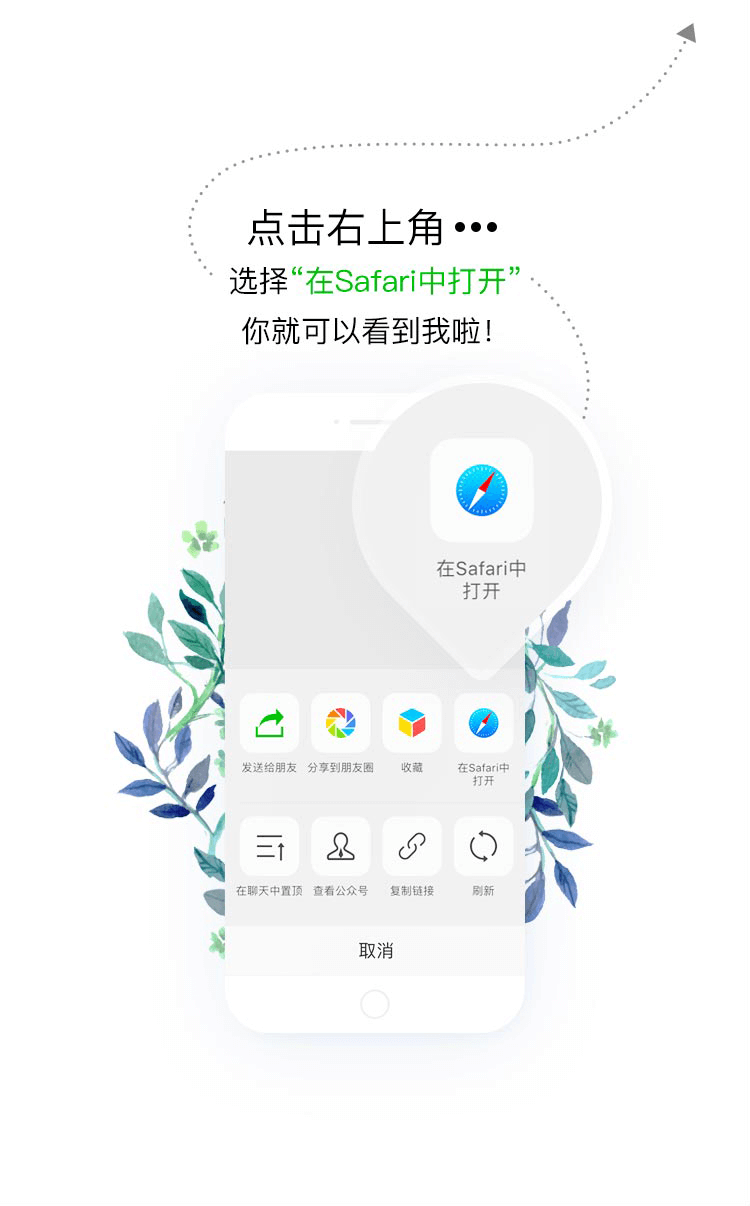 点击右上角•••
选择“在Safari中打开”
你就可以看到我啦！
在Safari中
打开
发送给朋友
分享到朋友圈
收藏
在Safari中
打开
在聊天中置顶
查看公众号
复制链接
刷新
取消